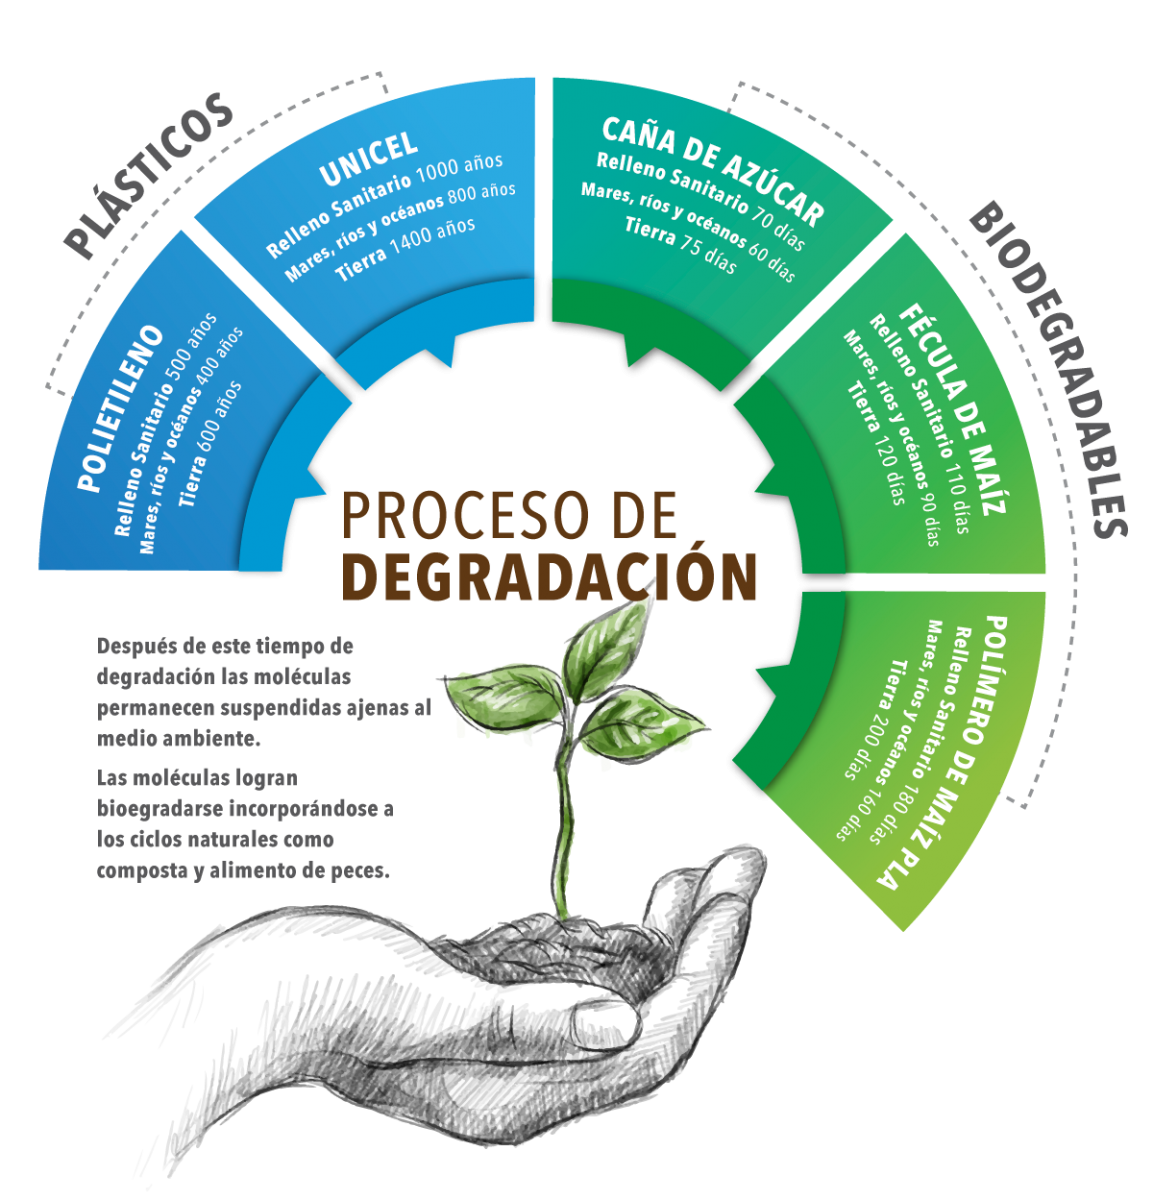 PLÁSTICOS
POLIETILENO
Relleno Sanitario 500 años
Mares, ríos y océanos 400 años
Tierra 600 años
UNICEL
Relleno Sanitario 1000 años
Mares, ríos y océanos 800 años
Tierra 1400 años
BIODEGRADABLES
CAÑA DE AZÚCAR
Relleno Sanitario 70 días
Mares, ríos y océanos 60 días
Tierra 75 días
FÉCULA DE MAÍZ
Relleno Sanitario 110 días
Mares, ríos y océanos 90 días
Tierra 120 días
POLÍMERO DE MAÍZ PLA
Relleno Sanitario 180 días
Mares, ríos y océanos 160 días
Tierra 200 días
PROCESO DE
DEGRADACIÓN
Después de este tiempo de
degradación las moléculas
permanecen suspendidas ajenas al
medio ambiente.
Las moléculas logran
bioegradarse incorporándose a
los ciclos naturales como
composta y alimento de peces.